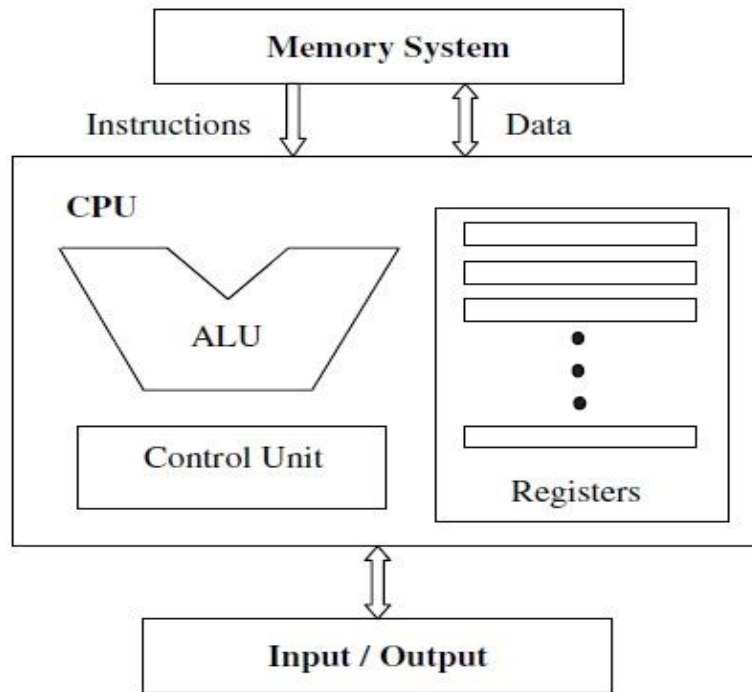 Memory System
Instructions
Data
CPU
ALU
Control Unit
Registers
Input / Output